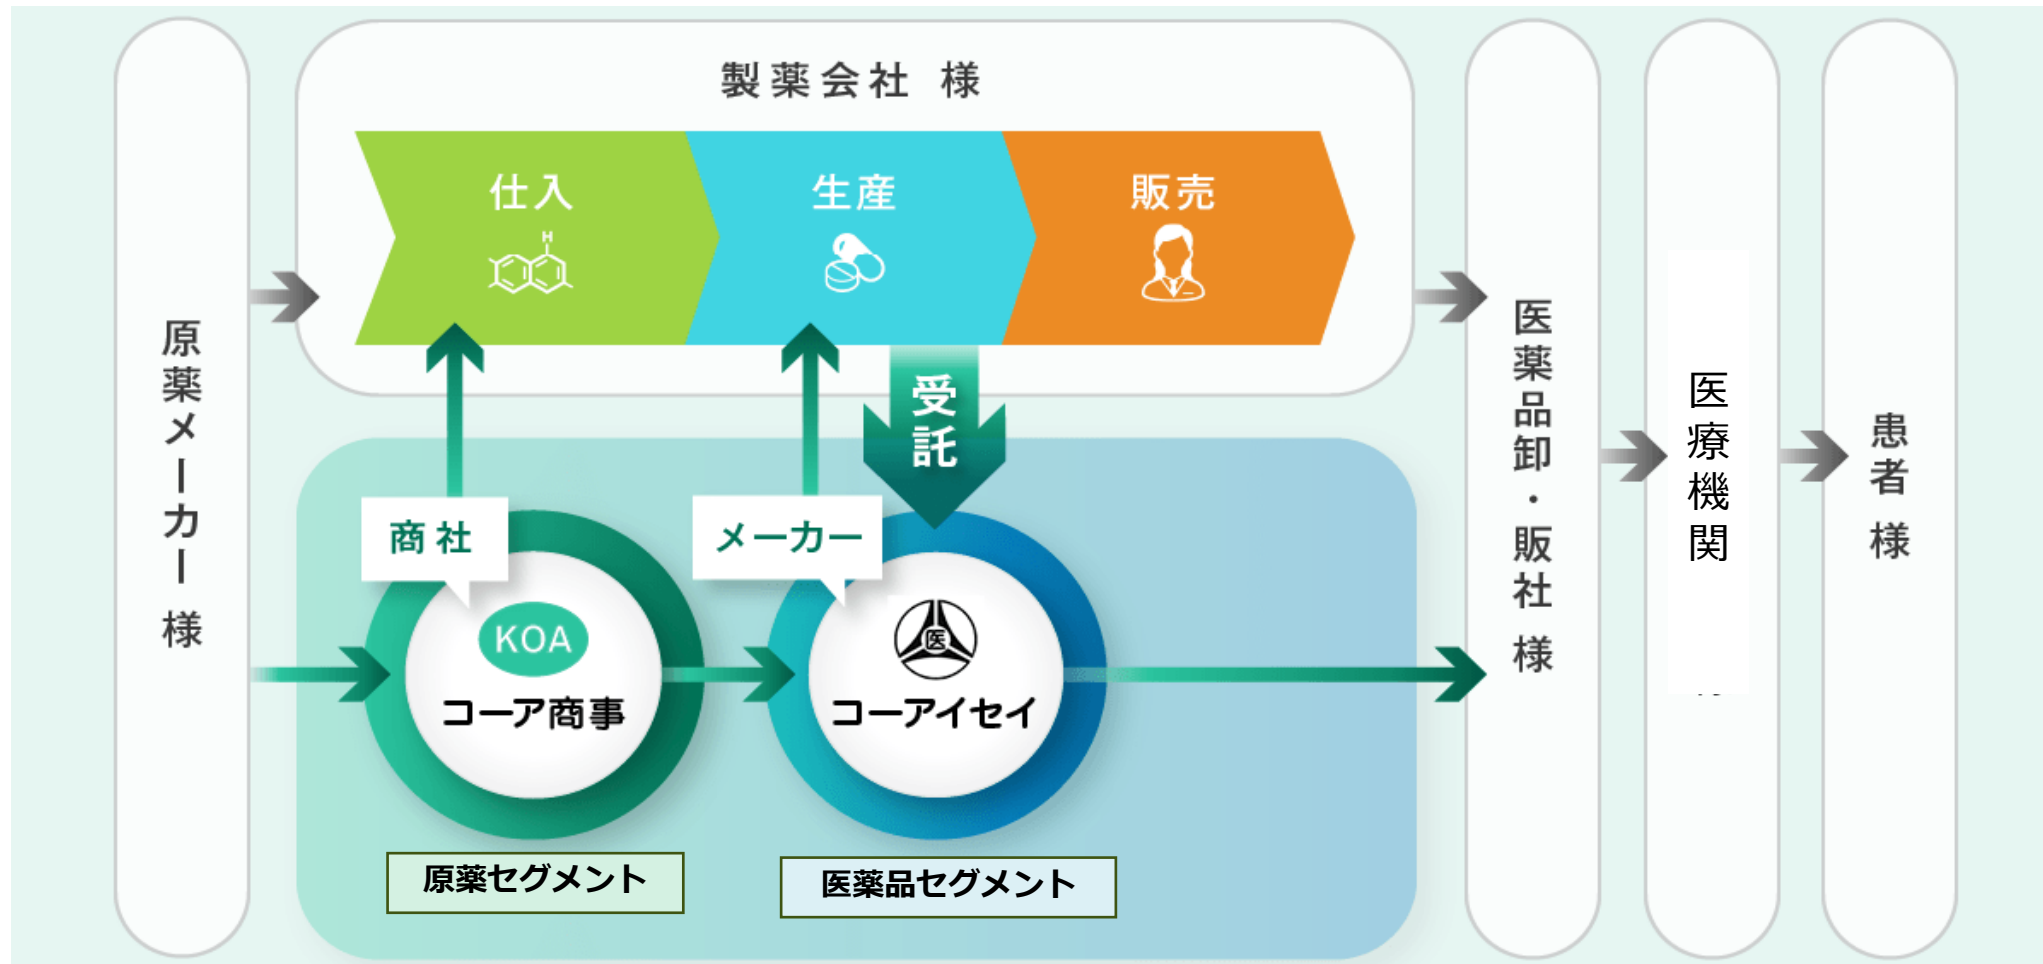 原薬メーカー 様
製薬会社 様
仕入
生産
販売
H
受託
商社
メーカー
KOA
コーア商事
医
コーアイセイ
原薬セグメント
医薬品セグメント
医薬品卸・販社 様
医療機関
患者 様